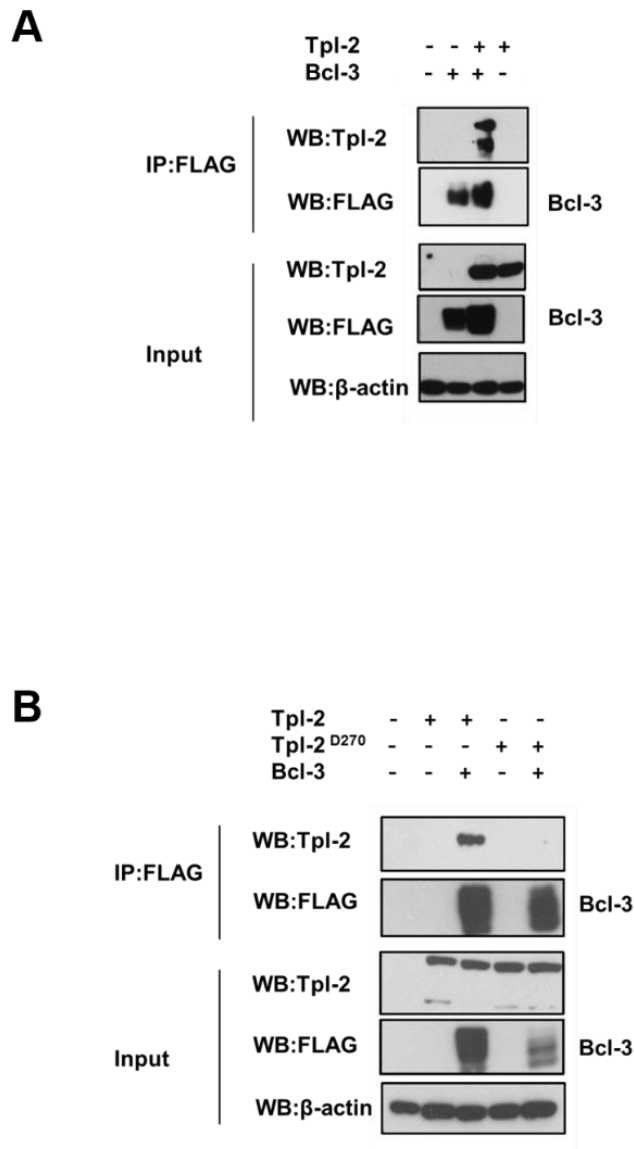 A
Tpl-2 - - + +
Bcl-3 - + + -
WB:Tpl-2
IP:FLAG
WB:FLAG Bcl-3
WB:Tpl-2
WB:FLAG Bcl-3
Input
WB:β-actin
B
Tpl-2 - + + - -
Tpl-2 D270 - - - + +
Bcl-3 - - + - +
WB:Tpl-2
IP:FLAG
WB:FLAG Bcl-3
WB:Tpl-2
WB:FLAG Bcl-3
Input
WB:β-actin